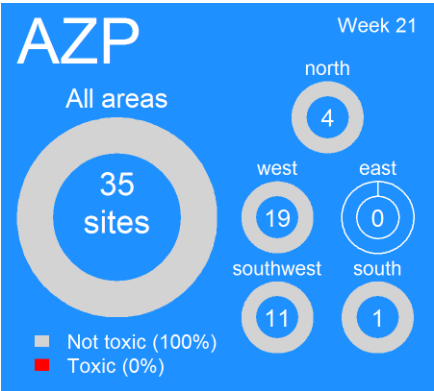 AZP
Week 21
All areas
35
sites
north
4
west
19
east
0
southwest
11
south
1
Not toxic (100%)
Toxic (0%)